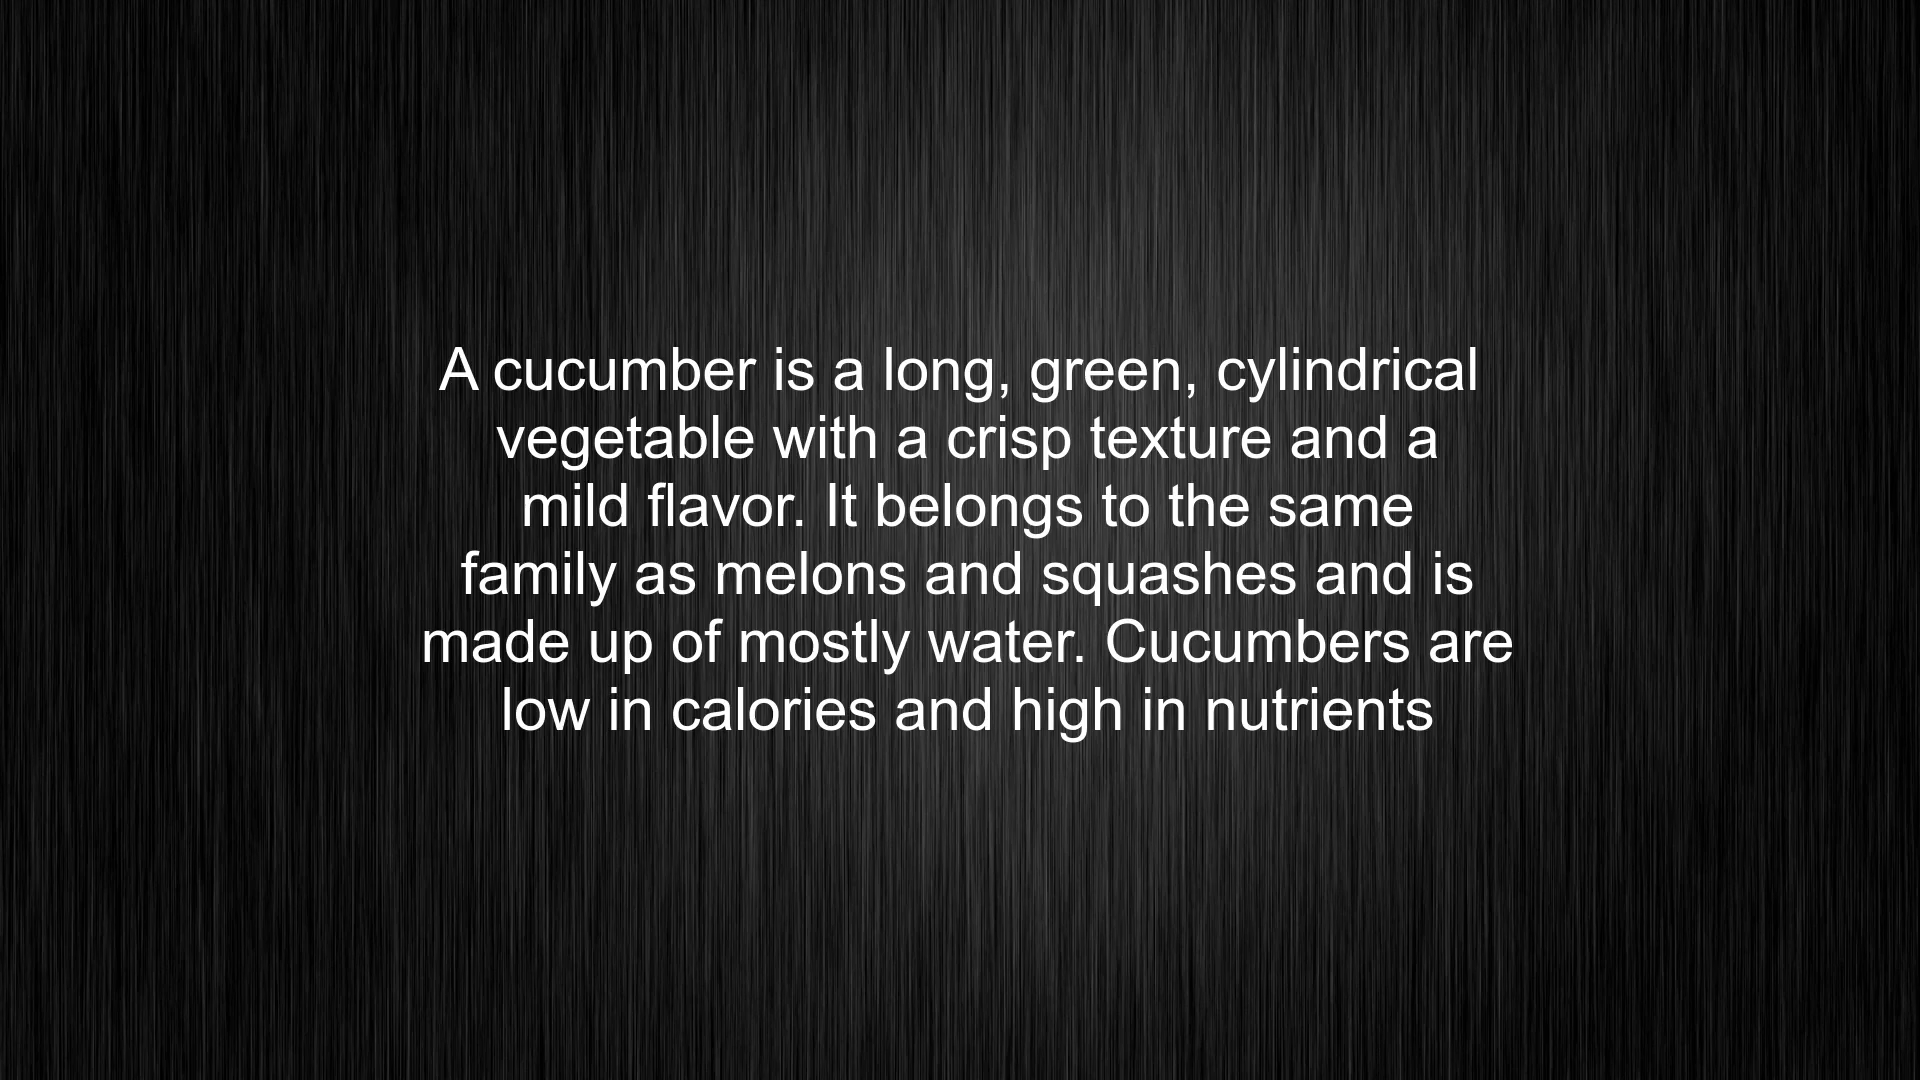 A cucumber is a long, green, cylindrical
vegetable with a crisp texture and a
mild flavor. It belongs to the same
family as melons and squashes and is
made up of mostly water. Cucumbers are
low in calories and high in nutrients